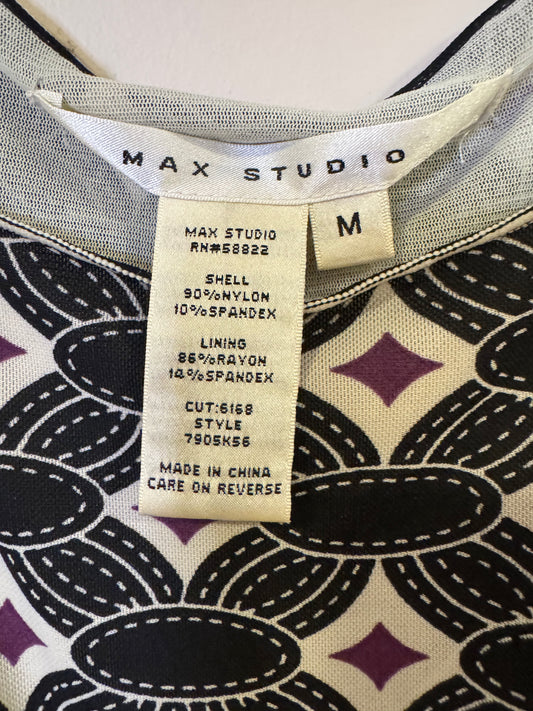 MAX STUDIO
M
MAX STUDIO
RN#58822
SHELL
90%NYLON
10%SPANDEX
LINING
86%RAYON
14%SPANDEX
CUT:6168
STYLE
7905K56
MADE IN CHINA
CARE ON REVERSE